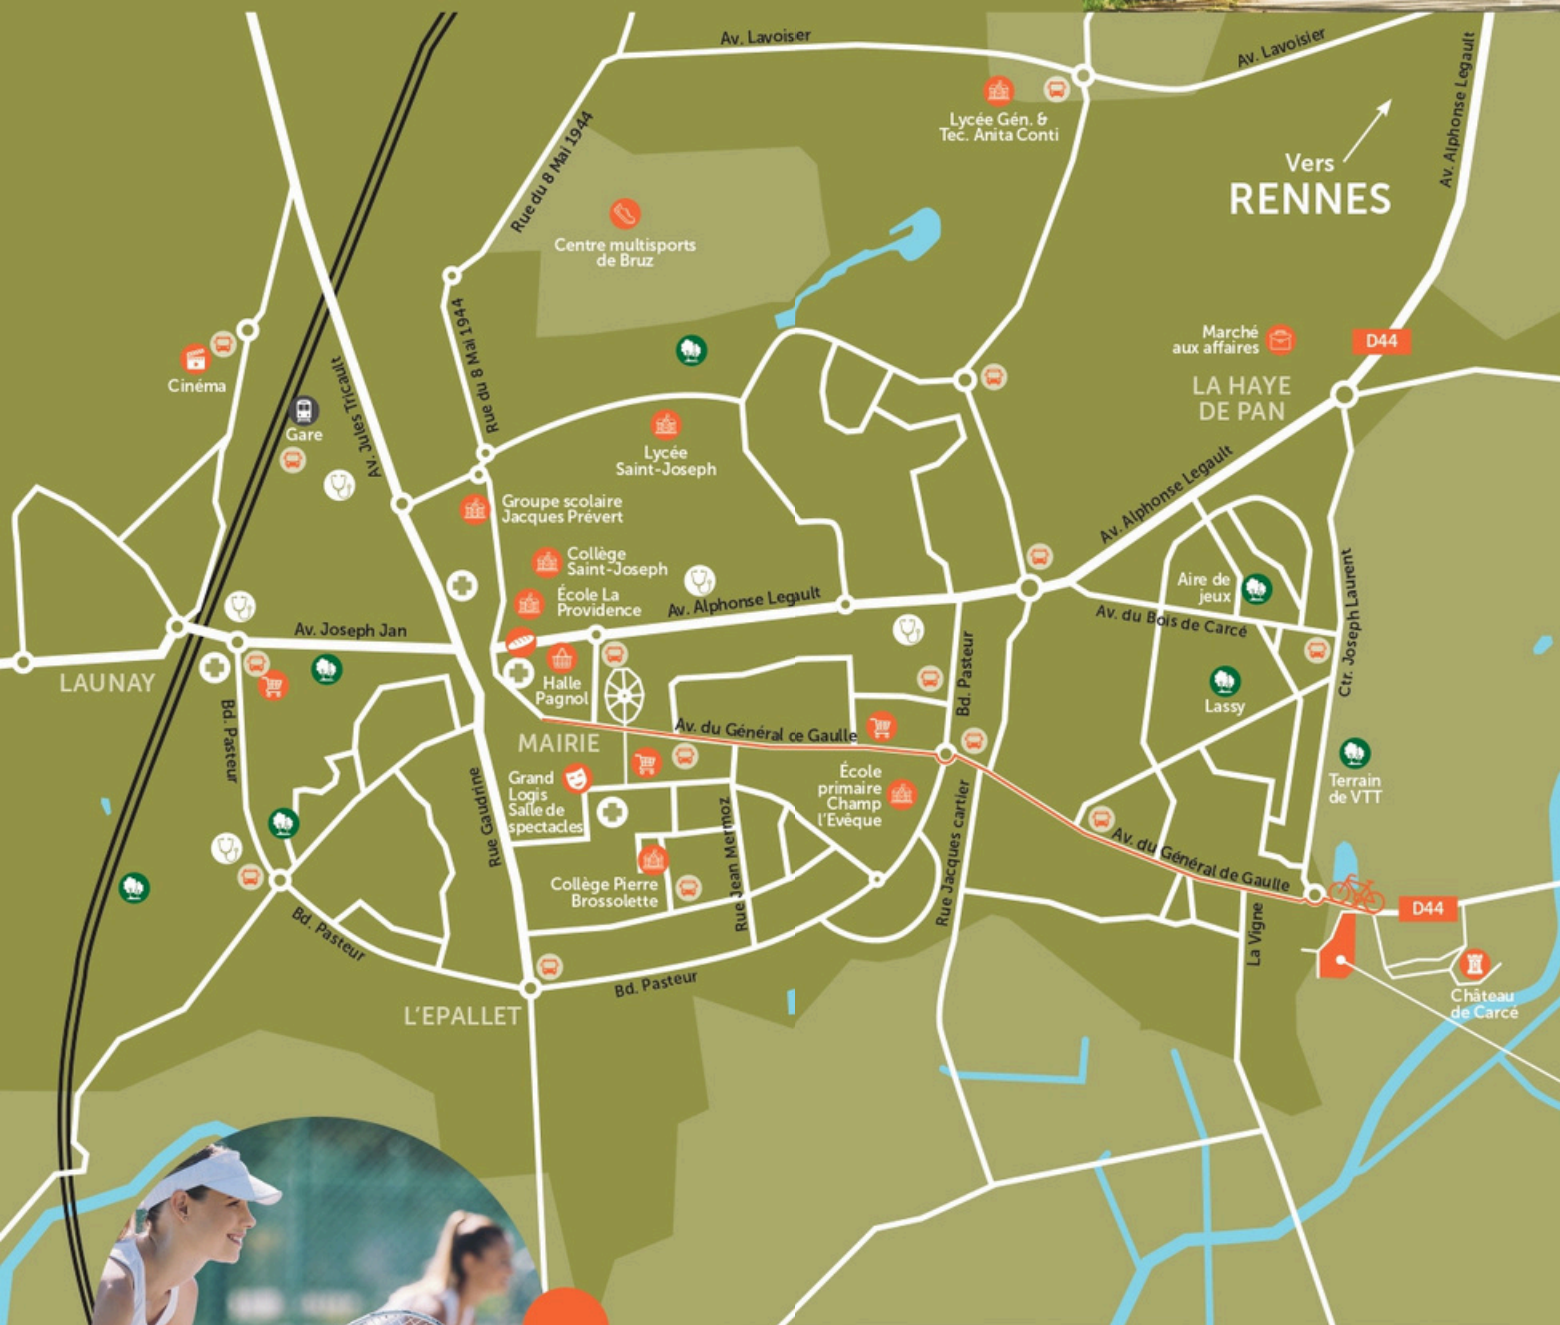 Av. Lavoisier
Av. Lavoisier
Av. Alphonse Legault
Lycée Gén. &
Tec. Anita Conti
Rue du 8 Mai 1944
Vers
RENNES
Centre multisports
de Bruz
Rue du 8 Mai 1944
Marché
aux affaires
D44
LA HAYE
DE PAN
Cinéma
Av. Jules Tricault
Gare
Lycée
Saint-Joseph
Av. Alphonse Legault
Groupe scolaire
Jacques Prévert
Collège
Saint-Joseph
École La
Providence
Av. Alphonse Legault
Aire de
jeux
Av. du Bois de Carcé
Ctr. Joseph Laurent
Av. Joseph Jan
LAUNAY
Bd. Pasteur
Halle
Pagnol
Bd. Pasteur
Lassy
MAIRIE
Av. du Général de Gaulle
Grand
Logis
Salle de
spectacles
Rue Gaudrine
École
primaire
Champ
l'Evêque
Terrain
de VTT
Rue Jean Mermoz
Rue Jacques cartier
Av. du Général de Gaulle
Collège Pierre
Brossolette
D44
La Vigne
Bd. Pasteur
Bd. Pasteur
L'EPALLET
Château
de Carcé